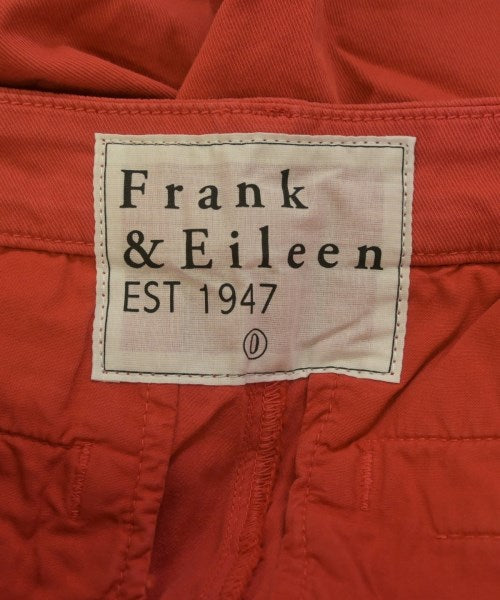 Frank
& Eileen
EST 1947
0